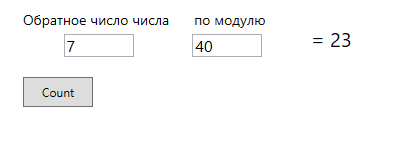 Обратное число числа по модулю
7 40 = 23
Count